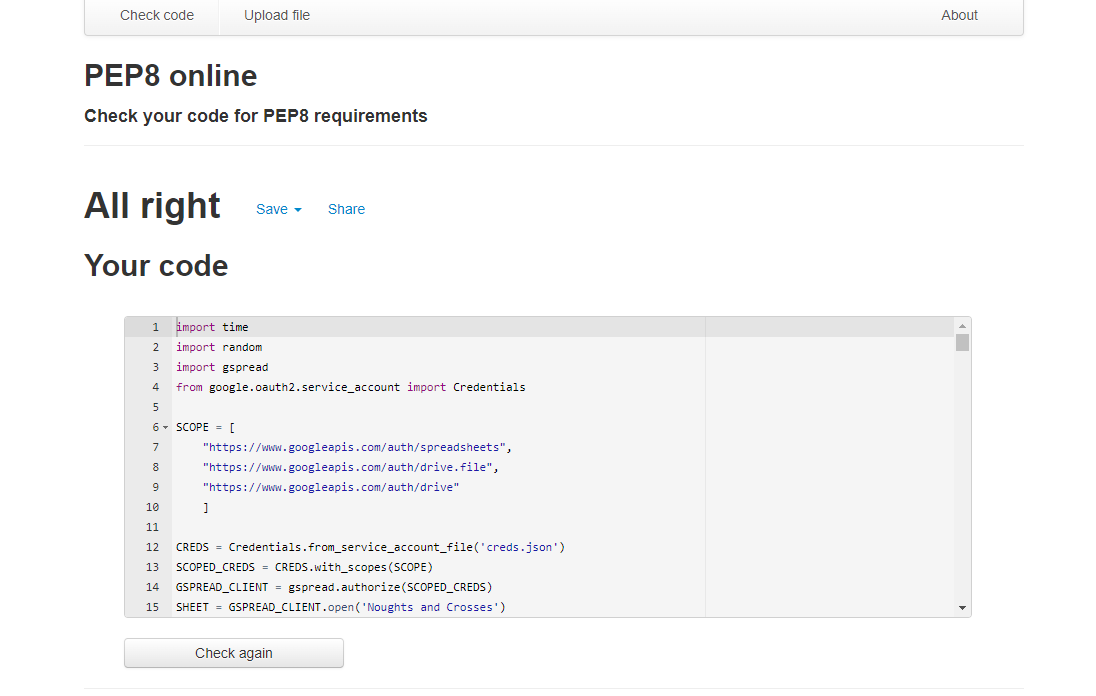 Check code Upload file About
PEP8 online
Check your code for PEP8 requirements
All right Save Share
Your code
1 import time
2 import random
3 import gspread
4 from google.oauth2.service_account import Credentials
5
6 SCOPE = [
7 "https://www.googleapis.com/auth/spreadsheets",
8 "https://www.googleapis.com/auth/drive.file",
9 "https://www.googleapis.com/auth/drive"
10 ]
11
12 CREDS = Credentials.from_service_account_file('creds.json')
13 SCOPED_CREDS = CREDS.with_scopes(SCOPE)
14 GSPREAD_CLIENT = gspread.authorize(SCOPED_CREDS)
15 SHEET = GSPREAD_CLIENT.open('Noughts and Crosses')
Check again